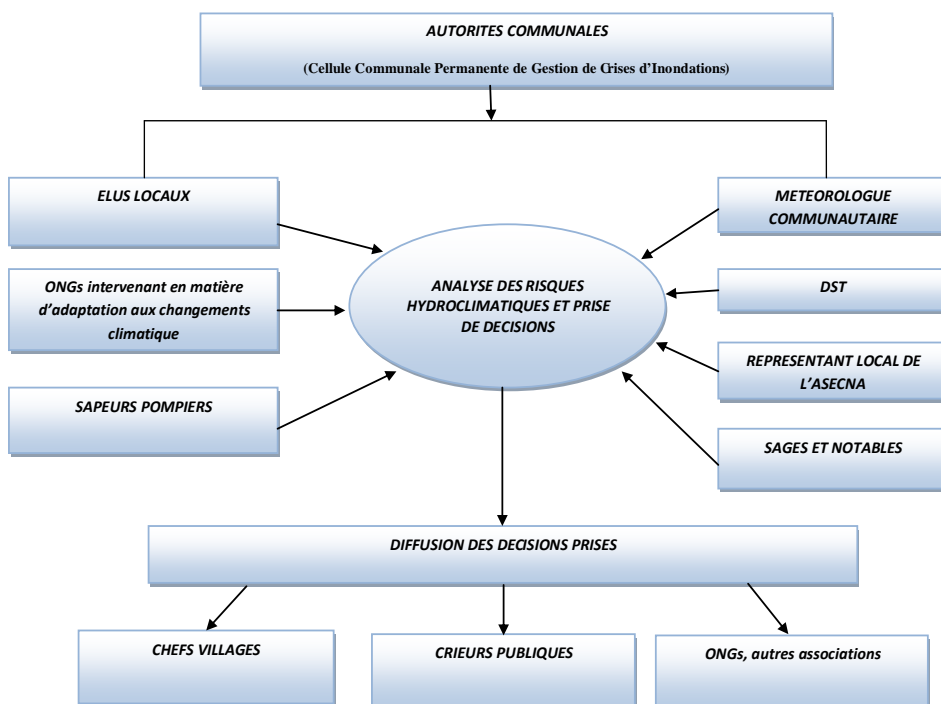 AUTORITES COMMUNALES
(Cellule Communale Permanente de Gestion de Crises d'Inondations)
ELUS LOCAUX
METEOROLOGUE
COMMUNAUTAIRE
ONGs intervenant en matière
d'adaptation aux changements
climatique
ANALYSE DES RISQUES
HYDROCLIMATIQUES ET PRISE
DE DECISIONS
DST
REPRESENTANT LOCAL DE
L'ASECNA
SAPEURS POMPIERS
SAGES ET NOTABLES
DIFFUSION DES DECISIONS PRISES
CHEFS VILLAGES
CRIEURS PUBLIQUES
ONGs, autres associations